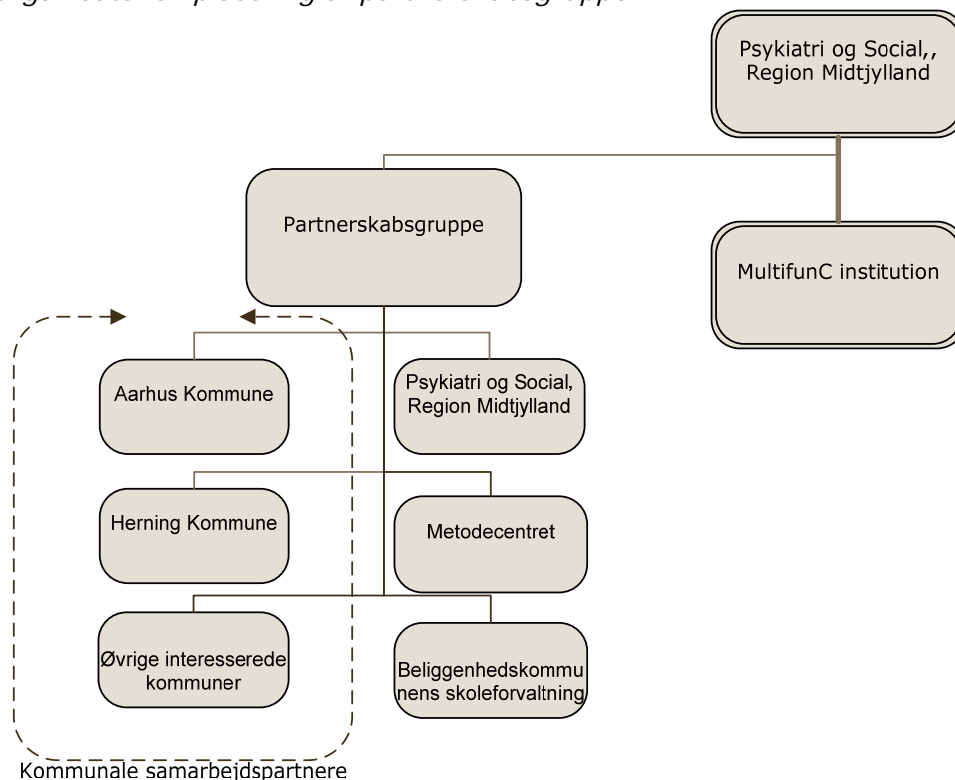 Psykiatri og Social,,
Region Midtjylland
Partnerskabsgruppe
MultifunC institution
Aarhus Kommune
Psykiatri og Social,
Region Midtjylland
Herning Kommune
Metodecentret
Øvrige interesserede
kommuner
Beliggenhedskommu
nens skoleforvaltning
Kommunale samarbejdspartnere